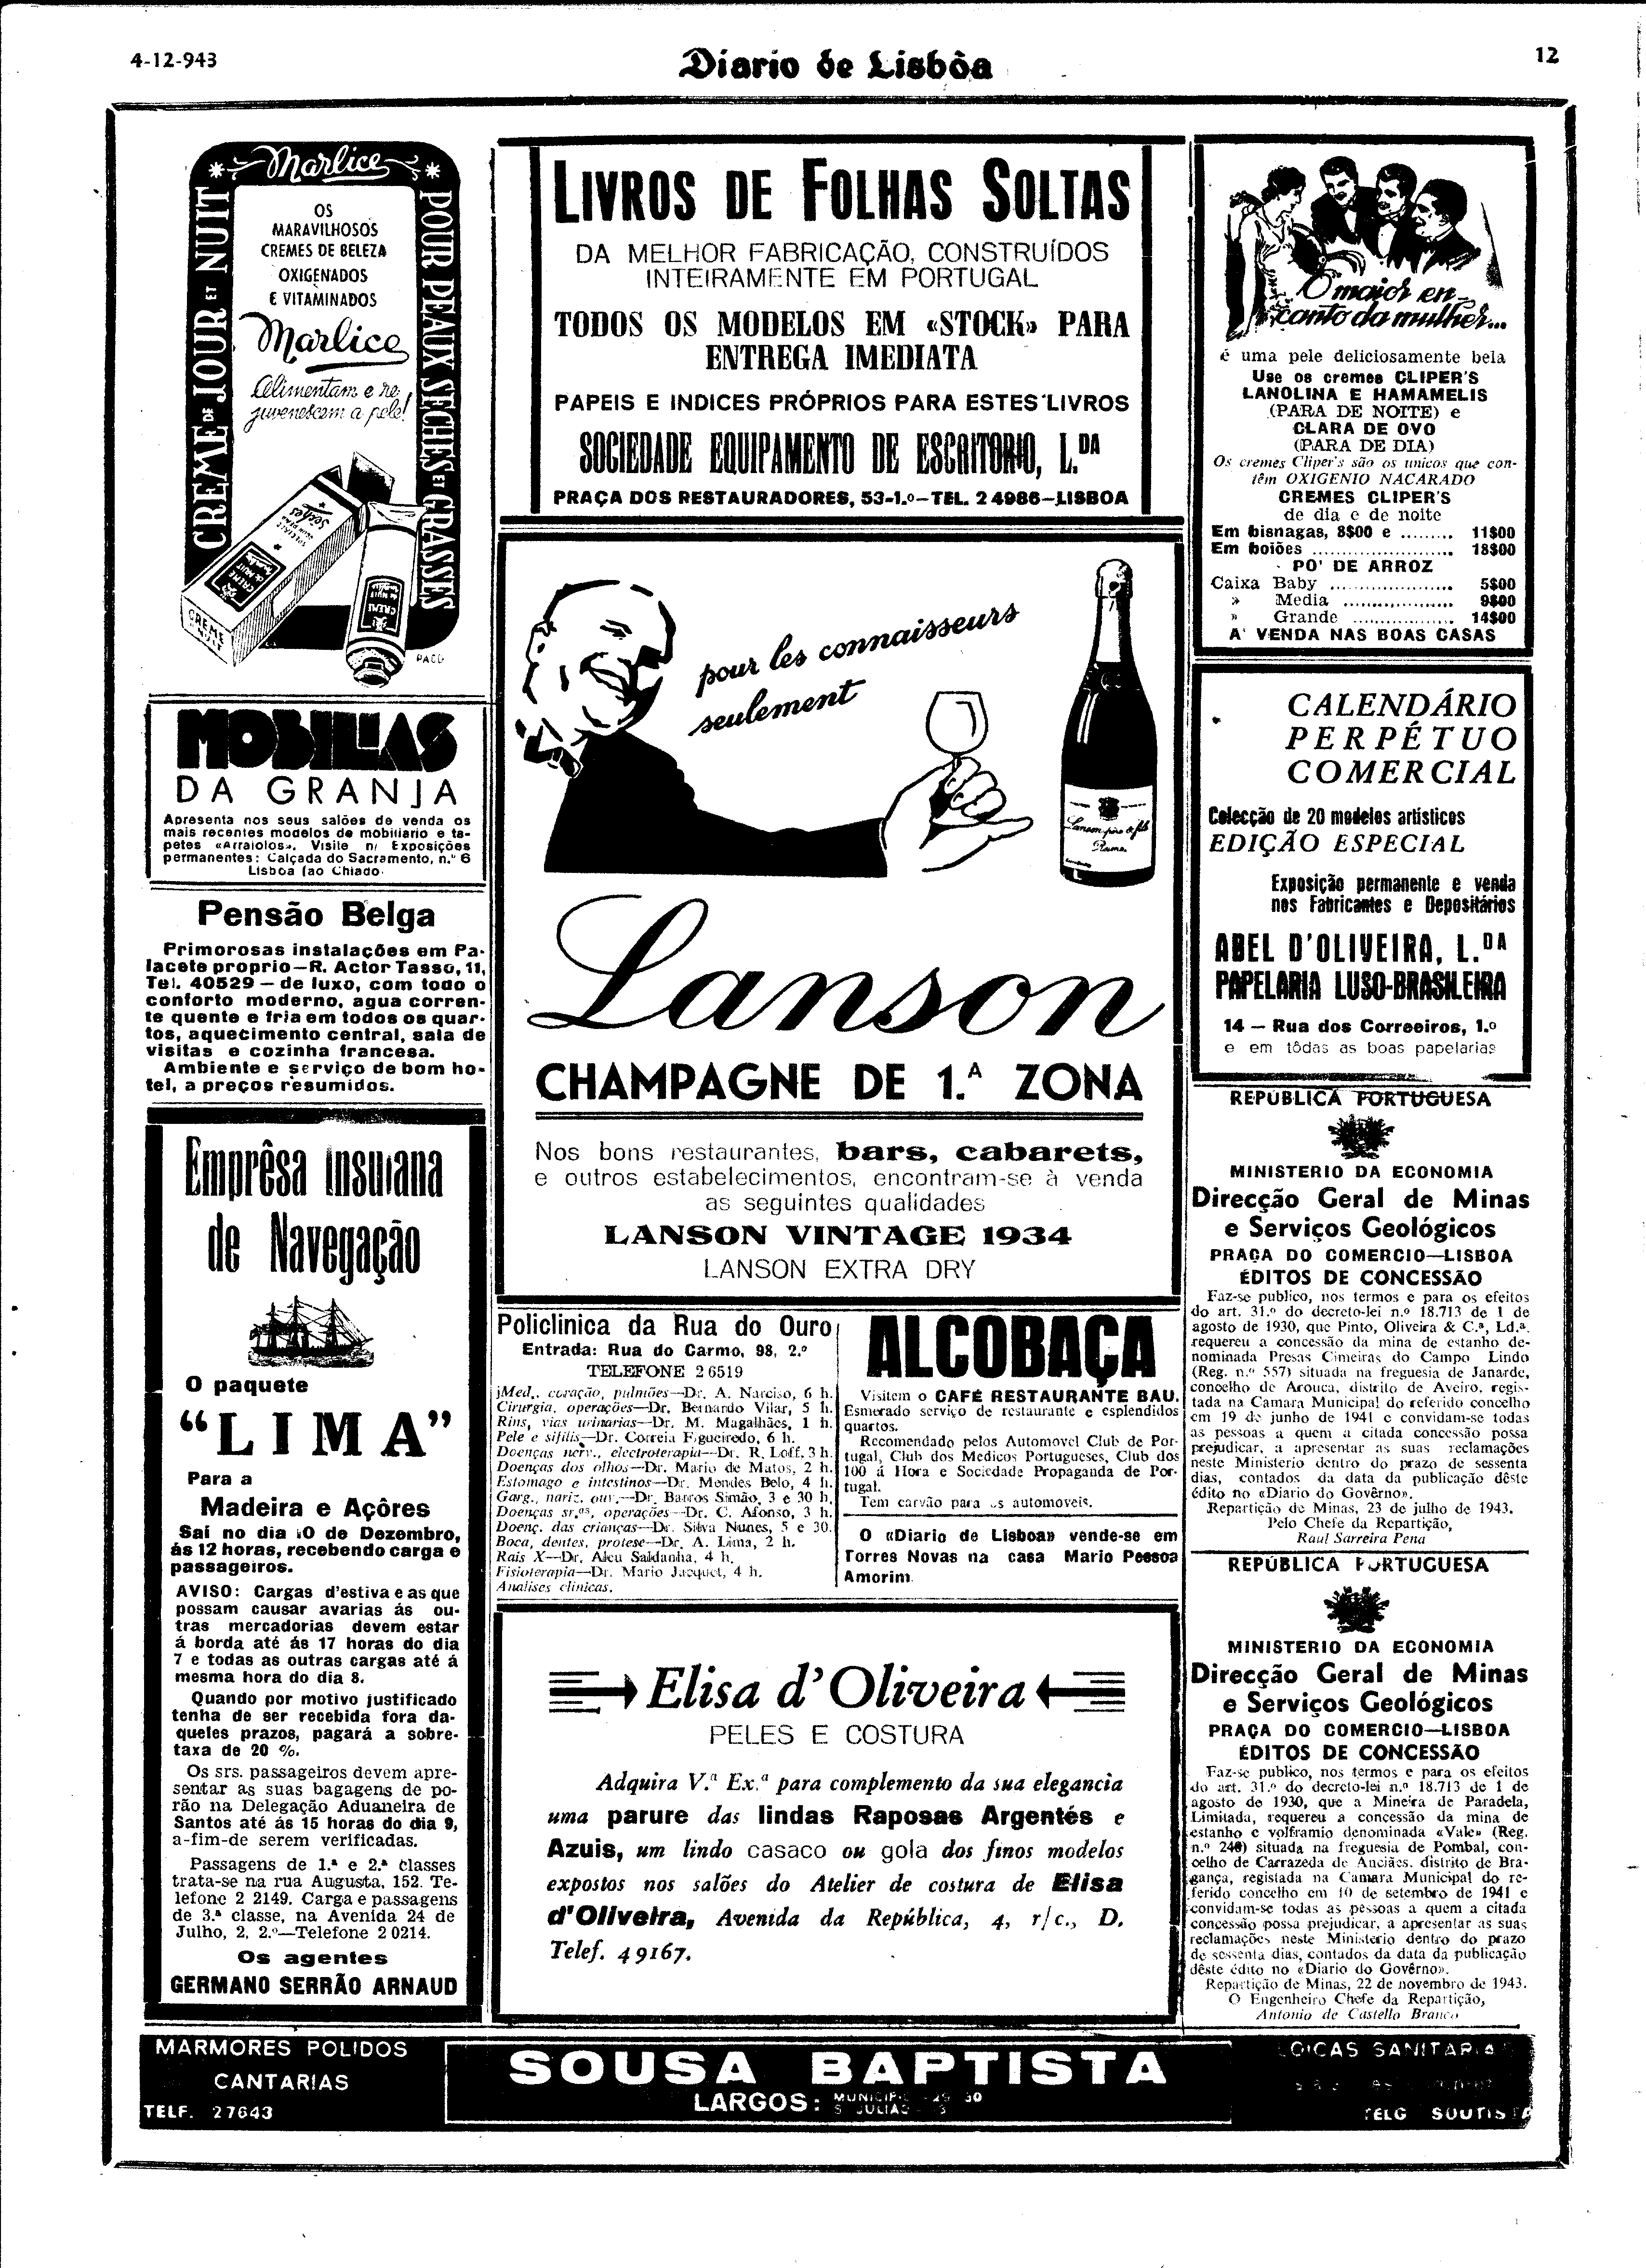 4-12-943
Diario de Lisbôa
12
Marlice
CREME DE JOUR ET NUIT
POUR PEAUX SECHES ET GRASSES
OS
MARAVILHOSOS
CREMES DE BELEZA
OXIGENADOS
E VITAMINADOS
Marlice
Alimentam e re
juvenescem a pele!
CREME
PACO
MOBILIAS
DA GRANJA
Apresenta nos seus salões de venda os
mais recentes modelos de mobiliario e ta-
petes «Arraiolos». Visite n/ Exposições
permanentes: Calçada do Sacramento, n.º 6
Lisboa (ao Chiado
Pensão Belga
Primorosas instalações em Pa-
lacete proprio—R. Actor Tasso, 11,
Tel. 40529 — de luxo, com todo o
conforto moderno, agua corren-
te quente e fria em todos os quar-
tos, aquecimento central, sala de
visitas e cozinha francesa.
Ambiente e serviço de bom ho-
tel, a preços resumidos.
Emprêsa Insulana
de Navegação
O paquete
“LIMA”
Para a
Madeira e Açôres
Sai no dia 10 de Dezembro,
ás 12 horas, recebendo carga e
passageiros.
AVISO: Cargas d'estiva e as que
possam causar avarias ás ou-
tras mercadorias devem estar
á borda até ás 17 horas do dia
7 e todas as outras cargas até á
mesma hora do dia 8.
Quando por motivo justificado
tenha de ser recebida fora da-
queles prazos, pagará a sobre-
taxa de 20 %.
Os srs. passageiros devem apre-
sentar as suas bagagens de po-
rão na Delegação Aduaneira de
Santos até ás 15 horas do dia 9,
a-fim-de serem verificadas.
Passagens de 1.ª e 2.ª classes
trata-se na rua Augusta, 152. Te-
lefone 2 2149. Carga e passagens
de 3.ª classe, na Avenida 24 de
Julho, 2, 2.º—Telefone 2 0214.
Os agentes
GERMANO SERRÃO ARNAUD
LIVROS DE FOLHAS SOLTAS
DA MELHOR FABRICAÇÃO, CONSTRUÍDOS
INTEIRAMENTE EM PORTUGAL
TODOS OS MODELOS EM «STOCK» PARA
ENTREGA IMEDIATA
PAPEIS E INDICES PRÓPRIOS PARA ESTES LIVROS
SOCIEDADE EQUIPAMENTO DE ESCRITORIO, L.DA
PRAÇA DOS RESTAURADORES, 53-1.º—TEL. 2 4986—LISBOA
pour les connaisseurs
seulement
Lanson père & fils
Reims
Lanson
CHAMPAGNE DE 1.ª ZONA
Nos bons restaurantes, bars, cabarets,
e outros estabelecimentos, encontram-se à venda
as seguintes qualidades
LANSON VINTAGE 1934
LANSON EXTRA DRY
Policlinica da Rua do Ouro
Entrada: Rua do Carmo, 98, 2.º
TELEFONE 2 6519
Med., coração, pulmões—Dr. A. Narciso, 6 h.
Cirurgia, operações—Dr. Bernardo Vilar, 5 h.
Rins, vias urinarias—Dr. M. Magalhães, 1 h.
Pele e sifilis—Dr. Correia Figueiredo, 6 h.
Doenças nerv., electroterapia—Dr. R. Loff, 3 h.
Doenças dos olhos—Dr. Mario de Matos, 2 h.
Estomago e intestinos—Dr. Mendes Belo, 4 h.
Garg., nariz, ouv.—Dr. Barros Simão, 3 e 30 h.
Doenças sr.as, operações—Dr. C. Afonso, 3 h.
Doenç. das crianças—Dr. Silva Nunes, 5 e 30.
Boca, dentes, protese—Dr. A. Lima, 2 h.
Rais X—Dr. Aleu Saldanha, 4 h.
Fisioterapia—Dr. Mario Jacquet, 4 h.
Analises clinicas.
ALCOBAÇA
Visitem o CAFÉ RESTAURANTE BAU.
Esmerado serviço de restaurante e esplendidos
quartos.
Recomendado pelos Automovel Club de Por-
tugal, Club dos Medicos Portugueses, Club dos
100 á Hora e Sociedade Propaganda de Por-
tugal.
Tem carvão para os automoveis.
O «Diario de Lisboa» vende-se em
Torres Novas na casa Mario Pessoa
Amorim
Elisa d'Oliveira
PELES E COSTURA
Adquira V.ª Ex.ª para complemento da sua elegancia
uma parure das lindas Raposas Argentés e
Azuis, um lindo casaco ou gola dos finos modelos
expostos nos salões do Atelier de costura de Elisa
d'Oliveira, Avenida da República, 4, r/c., D.
Telef. 49167.
O maior en-
canto da mulher...
é uma pele deliciosamente bela
Use os cremes CLIPER'S
LANOLINA E HAMAMELIS
(PARA DE NOITE) e
CLARA DE OVO
(PARA DE DIA)
Os cremes Cliper's são os unicos que con-
têm OXIGENIO NACARADO
CREMES CLIPER'S
de dia e de noite
Em bisnagas, 8$00 e ......... 11$00
Em boiões ....................... 18$00
PO' DE ARROZ
Caixa Baby .................... 5$00
» Media .................. 9$00
» Grande ................. 14$00
A' VENDA NAS BOAS CASAS
CALENDÁRIO
PERPÉTUO
COMERCIAL
Colecção de 20 modelos artísticos
EDIÇÃO ESPECIAL
Exposição permanente e venda
nos Fabricantes e Depositários
ABEL D'OLIVEIRA, L.DA
PAPELARIA LUSO-BRASILEIRA
14 — Rua dos Correeiros, 1.º
e em tôdas as boas papelarias
REPÚBLICA PORTUGUESA
MINISTERIO DA ECONOMIA
Direcção Geral de Minas
e Serviços Geológicos
PRAÇA DO COMERCIO—LISBOA
ÉDITOS DE CONCESSÃO
Faz-se publico, nos termos e para os efeitos
do art. 31.º do decreto-lei n.º 18.713 de 1 de
agosto de 1930, que Pinto, Oliveira & C.ª, Ld.ª,
requereu a concessão da mina de estanho de-
nominada Presas Cimeiras do Campo Lindo
(Reg. n.º 557) situada na freguesia de Janarde,
concelho de Arouca, distrito de Aveiro, regis-
tada na Camara Municipal do referido concelho
em 19 de junho de 1941 e convidam-se todas
as pessoas a quem a citada concessão possa
prejudicar, a apresentar as suas reclamações
neste Ministerio dentro do prazo de sessenta
dias, contados da data da publicação dêste
édito no «Diario do Govêrno».
Repartição de Minas, 23 de julho de 1943.
Pelo Chefe da Repartição,
Raul Sarreira Pena
REPÚBLICA PORTUGUESA
MINISTERIO DA ECONOMIA
Direcção Geral de Minas
e Serviços Geológicos
PRAÇA DO COMERCIO—LISBOA
ÉDITOS DE CONCESSÃO
Faz-se publico, nos termos e para os efeitos
do art. 31.º do decreto-lei n.º 18.713 de 1 de
agosto de 1930, que a Mineira de Paradela,
Limitada, requereu a concessão da mina de
estanho e volframio denominada «Vale» (Reg.
n.º 240) situada na freguesia de Pombal, con-
celho de Carrazeda de Anciães, distrito de Bra-
gança, registada na Camara Municipal do re-
ferido concelho em 10 de setembro de 1941 e
convidam-se todas as pessoas a quem a citada
concessão possa prejudicar, a apresentar as suas
reclamações neste Ministerio dentro do prazo
de sessenta dias, contados da data da publicação
dêste édito no «Diario do Govêrno».
Repartição de Minas, 22 de novembro de 1943.
O Engenheiro Chefe da Repartição,
Antonio de Castello Branco
MARMORES POLIDOS
CANTARIAS
TELF. 27643
SOUSA BAPTISTA
LARGOS:
LOIÇAS SANITARIAS
TELG SOUTISTA